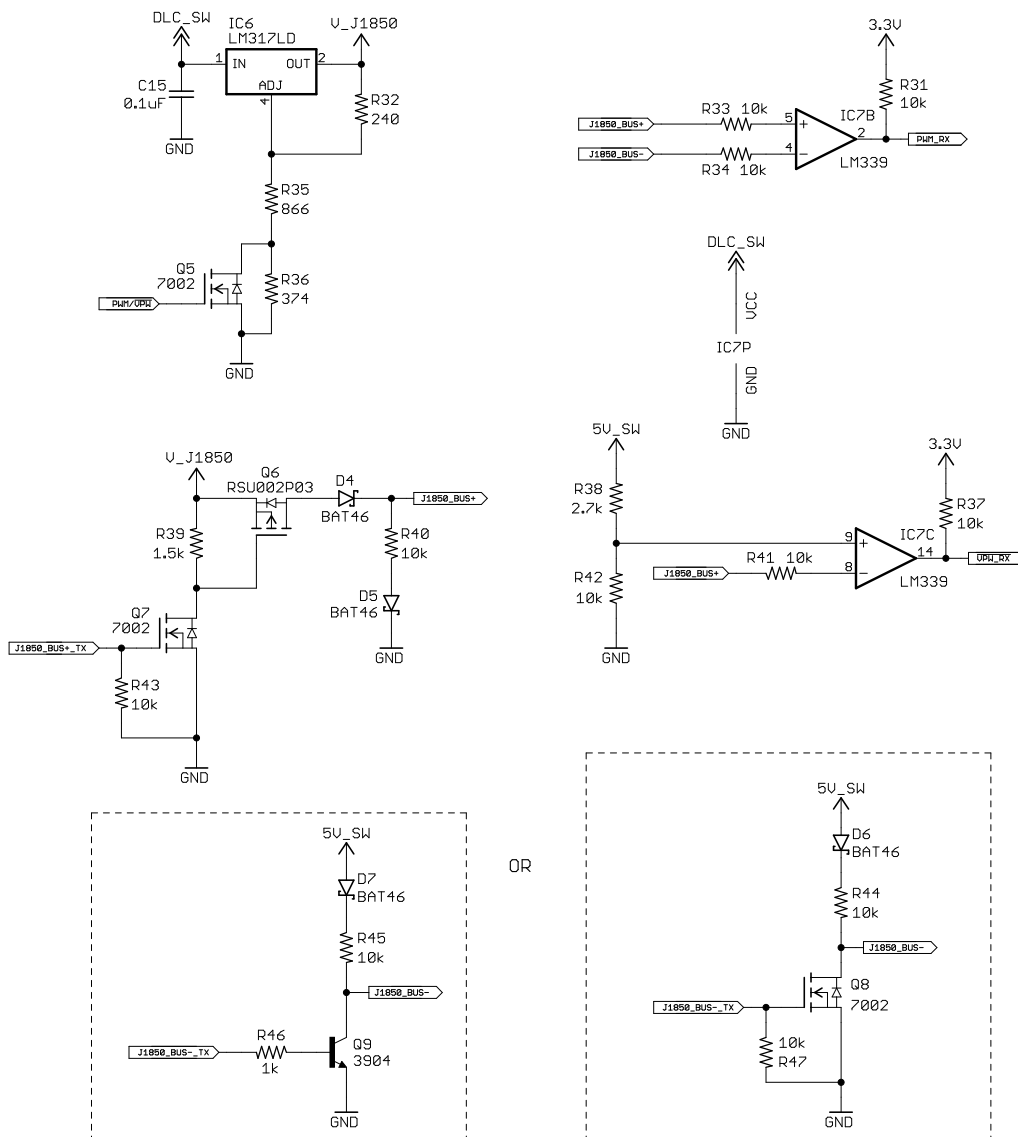 DLC_SW
IC6
LM317LD
V_J1850
1
IN
OUT
2
ADJ
4
C15
0.1uF
GND
R32
240
R35
866
Q5
7002
PWM/VPW
R36
374
GND
3.3V
R31
10k
J1850_BUS+
R33 10k
5
+
IC7B
2
PWM_RX
J1850_BUS-
R34 10k
4
-
LM339
DLC_SW
VCC
IC7P
GND
GND
V_J1850
Q6
RSU002P03
D4
BAT46
J1850_BUS+
R39
1.5k
R40
10k
D5
BAT46
GND
Q7
7002
J1850_BUS+_TX
R43
10k
GND
5V_SW
R38
2.7k
3.3V
R37
10k
9
+
IC7C
14
VPW_RX
J1850_BUS+
R41 10k
8
-
LM339
R42
10k
GND
5V_SW
D7
BAT46
R45
10k
J1850_BUS-
J1850_BUS-_TX
R46
1k
Q9
3904
GND
OR
5V_SW
D6
BAT46
R44
10k
J1850_BUS-
Q8
7002
J1850_BUS-_TX
10k
R47
GND